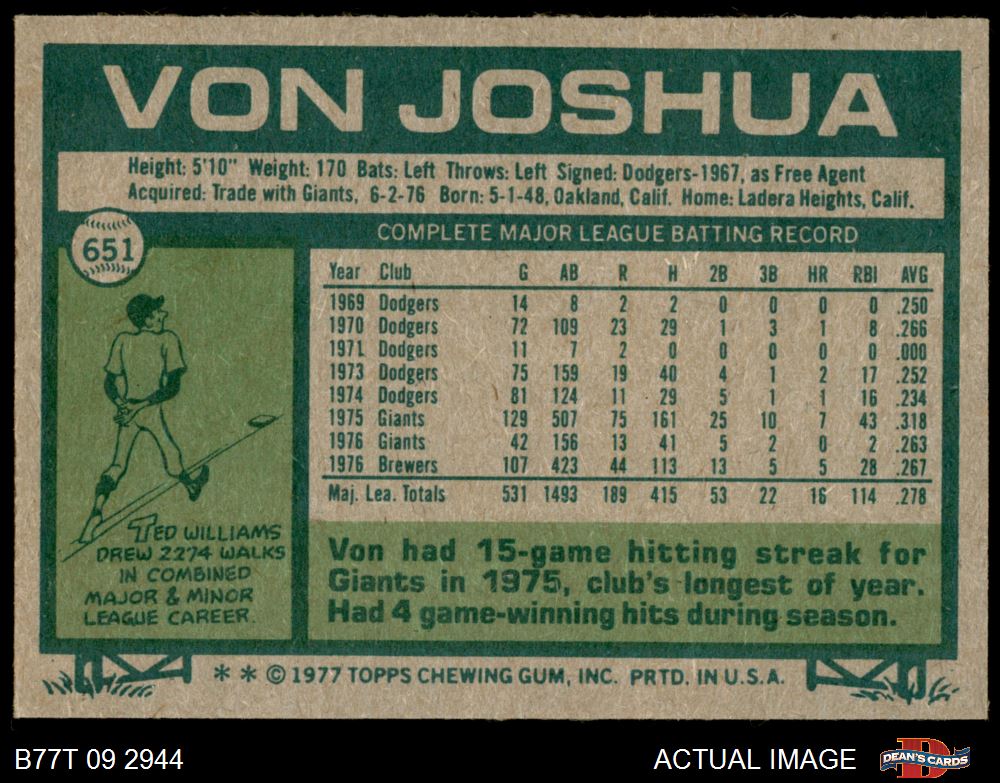 VON JOSHUA
Height: 5'10" Weight: 170 Bats: Left Throws: Left Signed: Dodgers-1967, as Free Agent
Acquired: Trade with Giants, 6-2-76 Born: 5-1-48, Oakland, Calif. Home: Ladera Heights, Calif.
651
COMPLETE MAJOR LEAGUE BATTING RECORD
Year Club G AB R H 2B 3B HR RBI AVG
1969 Dodgers 14 8 2 2 0 0 0 0 .250
1970 Dodgers 72 109 23 29 1 3 1 8 .266
1971 Dodgers 11 7 2 0 0 0 0 0 .000
1973 Dodgers 75 159 19 40 4 1 2 17 .252
1974 Dodgers 81 124 11 29 5 1 1 16 .234
1975 Giants 129 507 75 161 25 10 7 43 .318
1976 Giants 42 156 13 41 5 2 0 2 .263
1976 Brewers 107 423 44 113 13 5 5 28 .267
Maj. Lea. Totals 531 1493 189 415 53 22 16 114 .278
TED WILLIAMS
DREW 2274 WALKS
IN COMBINED
MAJOR & MINOR
LEAGUE CAREER.
Von had 15-game hitting streak for
Giants in 1975, club's longest of year.
Had 4 game-winning hits during season.
* * © 1977 TOPPS CHEWING GUM, INC. PRTD. IN U.S.A.
B77T 09 2944
ACTUAL IMAGE
D
DEAN'S CARDS